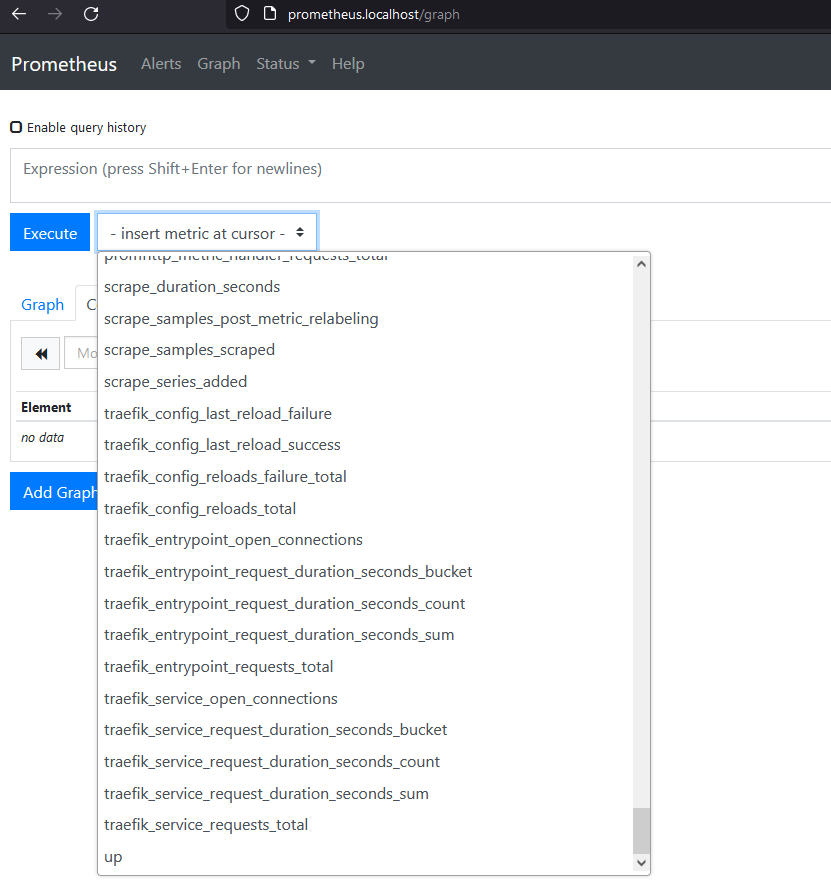 prometheus.localhost/graph
Prometheus Alerts Graph Status Help
Enable query history
Expression (press Shift+Enter for newlines)
Execute - insert metric at cursor -
promhttp_metric_handler_requests_total
scrape_duration_seconds
Graph C
scrape_samples_post_metric_relabeling
Mo
scrape_samples_scraped
scrape_series_added
Element
traefik_config_last_reload_failure
no data
traefik_config_last_reload_success
traefik_config_reloads_failure_total
Add Graph
traefik_config_reloads_total
traefik_entrypoint_open_connections
traefik_entrypoint_request_duration_seconds_bucket
traefik_entrypoint_request_duration_seconds_count
traefik_entrypoint_request_duration_seconds_sum
traefik_entrypoint_requests_total
traefik_service_open_connections
traefik_service_request_duration_seconds_bucket
traefik_service_request_duration_seconds_count
traefik_service_request_duration_seconds_sum
traefik_service_requests_total
up